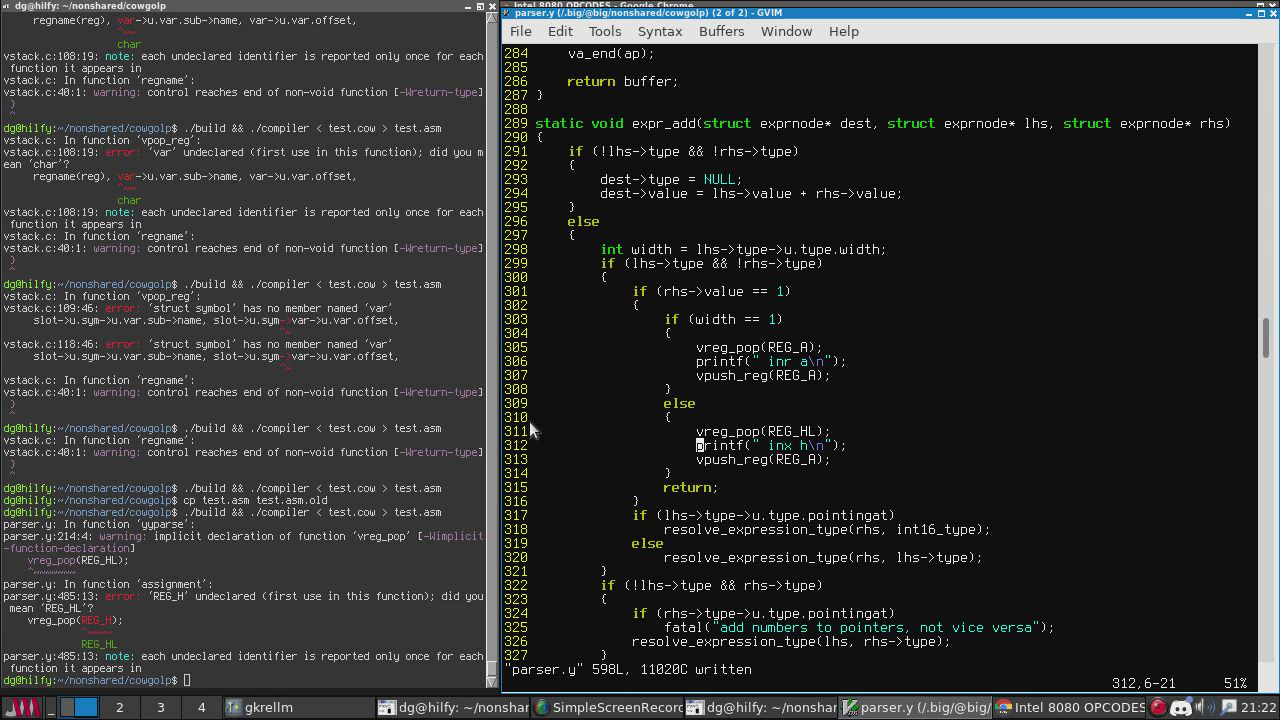 dg@hilfy: ~/nonshared/cowgolp
regname(reg), var->u.var.sub->name, var->u.var.offset,
^~~
char
vstack.c:108:19: note: each undeclared identifier is reported only once for each
function it appears in
vstack.c: In function ‘regname’:
vstack.c:40:1: warning: control reaches end of non-void function [-Wreturn-type]
}
^
dg@hilfy:~/nonshared/cowgolp$ ./build && ./compiler < test.cow > test.asm
vstack.c: In function ‘vpop_reg’:
vstack.c:108:19: error: ‘var’ undeclared (first use in this function); did you m
ean ‘char’?
regname(reg), var->u.var.sub->name, var->u.var.offset,
^~~
char
vstack.c:108:19: note: each undeclared identifier is reported only once for each
function it appears in
vstack.c: In function ‘regname’:
vstack.c:40:1: warning: control reaches end of non-void function [-Wreturn-type]
}
^
dg@hilfy:~/nonshared/cowgolp$ ./build && ./compiler < test.cow > test.asm
vstack.c: In function ‘vpop_reg’:
vstack.c:109:46: error: ‘struct symbol’ has no member named ‘var’
slot->u.sym->u.var.sub->name, slot->u.sym->var->u.var.offset,
^~
vstack.c:118:46: error: ‘struct symbol’ has no member named ‘var’
slot->u.sym->u.var.sub->name, slot->u.sym->var->u.var.offset,
^~
vstack.c: In function ‘regname’:
vstack.c:40:1: warning: control reaches end of non-void function [-Wreturn-type]
}
^
dg@hilfy:~/nonshared/cowgolp$ ./build && ./compiler < test.cow > test.asm
vstack.c: In function ‘regname’:
vstack.c:40:1: warning: control reaches end of non-void function [-Wreturn-type]
}
^
dg@hilfy:~/nonshared/cowgolp$ ./build && ./compiler < test.cow > test.asm
dg@hilfy:~/nonshared/cowgolp$ cp test.asm test.asm.old
dg@hilfy:~/nonshared/cowgolp$ ./build && ./compiler < test.cow > test.asm
parser.y: In function ‘yyparse’:
parser.y:214:4: warning: implicit declaration of function ‘vreg_pop’ [-Wimplicit
-function-declaration]
vreg_pop(REG_HL);
^~~~~~~~
parser.y: In function ‘assignment’:
parser.y:485:13: error: ‘REG_H’ undeclared (first use in this function); did you
mean ‘REG_HL’?
vreg_pop(REG_H);
^~~~~
REG_HL
parser.y:485:13: note: each undeclared identifier is reported only once for each
function it appears in
dg@hilfy:~/nonshared/cowgolp$
Intel 8080 OPCODES - Google Chrome
parser.y (/.big/@big/nonshared/cowgolp) (2 of 2) - GVIM
File Edit Tools Syntax Buffers Window Help
284 va_end(ap);
285
286 return buffer;
287 }
288
289 static void expr_add(struct exprnode* dest, struct exprnode* lhs, struct exprnode* rhs)
290 {
291 if (!lhs->type && !rhs->type)
292 {
293 dest->type = NULL;
294 dest->value = lhs->value + rhs->value;
295 }
296 else
297 {
298 int width = lhs->type->u.type.width;
299 if (lhs->type && !rhs->type)
300 {
301 if (rhs->value == 1)
302 {
303 if (width == 1)
304 {
305 vreg_pop(REG_A);
306 printf(" inr a\n");
307 vpush_reg(REG_A);
308 }
309 else
310 {
311 vreg_pop(REG_HL);
312 printf(" inx h\n");
313 vpush_reg(REG_A);
314 }
315 return;
316 }
317 if (lhs->type->u.type.pointingat)
318 resolve_expression_type(rhs, int16_type);
319 else
320 resolve_expression_type(rhs, lhs->type);
321 }
322 if (!lhs->type && rhs->type)
323 {
324 if (rhs->type->u.type.pointingat)
325 fatal("add numbers to pointers, not vice versa");
326 resolve_expression_type(lhs, rhs->type);
327 }
"parser.y" 598L, 11020C written
312,6-21 51%
2 3 4 gkrellm dg@hilfy: ~/nonshar SimpleScreenRecor dg@hilfy: ~/nonshar parser.y (/.big/@big/ Intel 8080 OPCODES 21:22